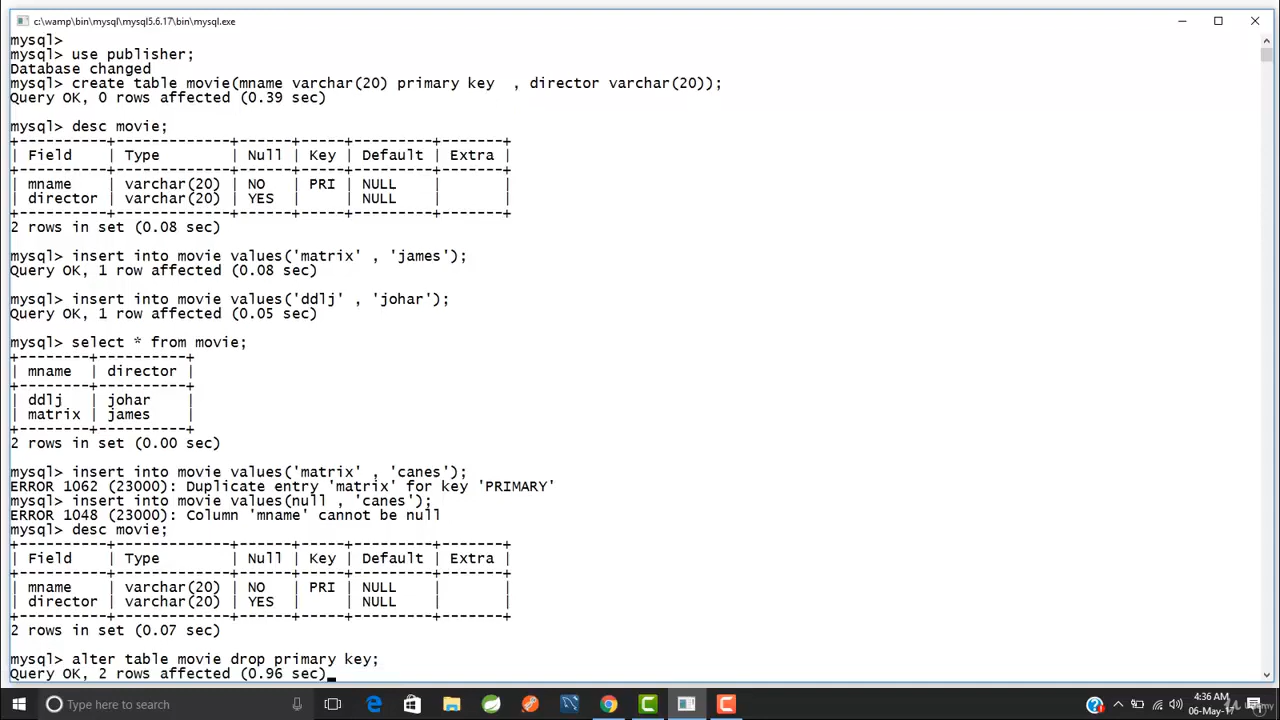 c:\wamp\bin\mysql\mysql5.6.17\bin\mysql.exe
mysql>
mysql> use publisher;
Database changed
mysql> create table movie(mname varchar(20) primary key  , director varchar(20));
Query OK, 0 rows affected (0.39 sec)
mysql> desc movie;
+----------+-------------+------+-----+---------+-------+
| Field    | Type        | Null | Key | Default | Extra |
+----------+-------------+------+-----+---------+-------+
| mname    | varchar(20) | NO   | PRI | NULL    |       |
| director | varchar(20) | YES  |     | NULL    |       |
+----------+-------------+------+-----+---------+-------+
2 rows in set (0.08 sec)
mysql> insert into movie values('matrix' , 'james');
Query OK, 1 row affected (0.08 sec)
mysql> insert into movie values('ddlj' , 'johar');
Query OK, 1 row affected (0.05 sec)
mysql> select * from movie;
+--------+----------+
| mname  | director |
+--------+----------+
| ddlj   | johar    |
| matrix | james    |
+--------+----------+
2 rows in set (0.00 sec)
mysql> insert into movie values('matrix' , 'canes');
ERROR 1062 (23000): Duplicate entry 'matrix' for key 'PRIMARY'
mysql> insert into movie values(null , 'canes');
ERROR 1048 (23000): Column 'mname' cannot be null
mysql> desc movie;
+----------+-------------+------+-----+---------+-------+
| Field    | Type        | Null | Key | Default | Extra |
+----------+-------------+------+-----+---------+-------+
| mname    | varchar(20) | NO   | PRI | NULL    |       |
| director | varchar(20) | YES  |     | NULL    |       |
+----------+-------------+------+-----+---------+-------+
2 rows in set (0.07 sec)
mysql> alter table movie drop primary key;
Query OK, 2 rows affected (0.96 sec)
Type here to search
4:36 AM
06-May-17